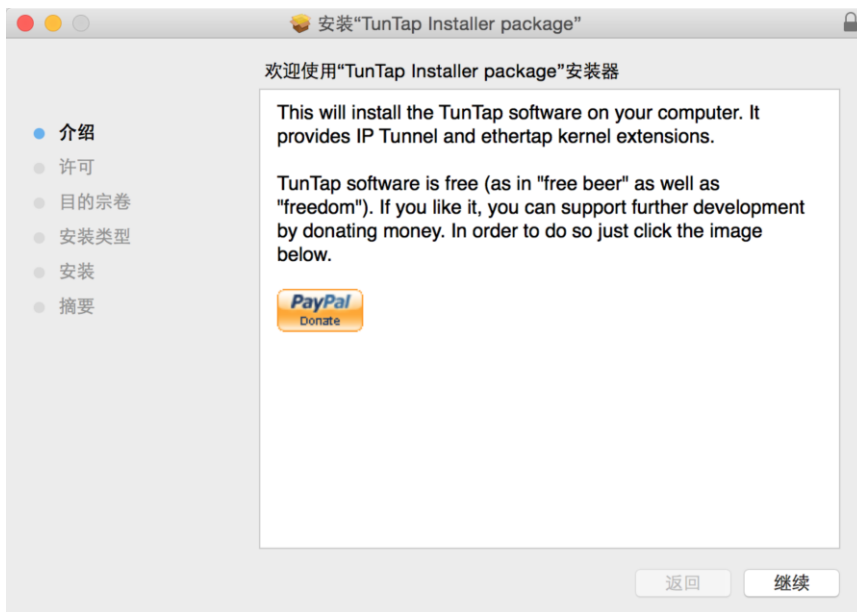 安装“TunTap Installer package”
欢迎使用“TunTap Installer package”安装器
介绍
许可
目的宗卷
安装类型
安装
摘要
This will install the TunTap software on your computer. It
provides IP Tunnel and ethertap kernel extensions.
TunTap software is free (as in "free beer" as well as
"freedom"). If you like it, you can support further development
by donating money. In order to do so just click the image
below.
PayPal
Donate
返回
继续